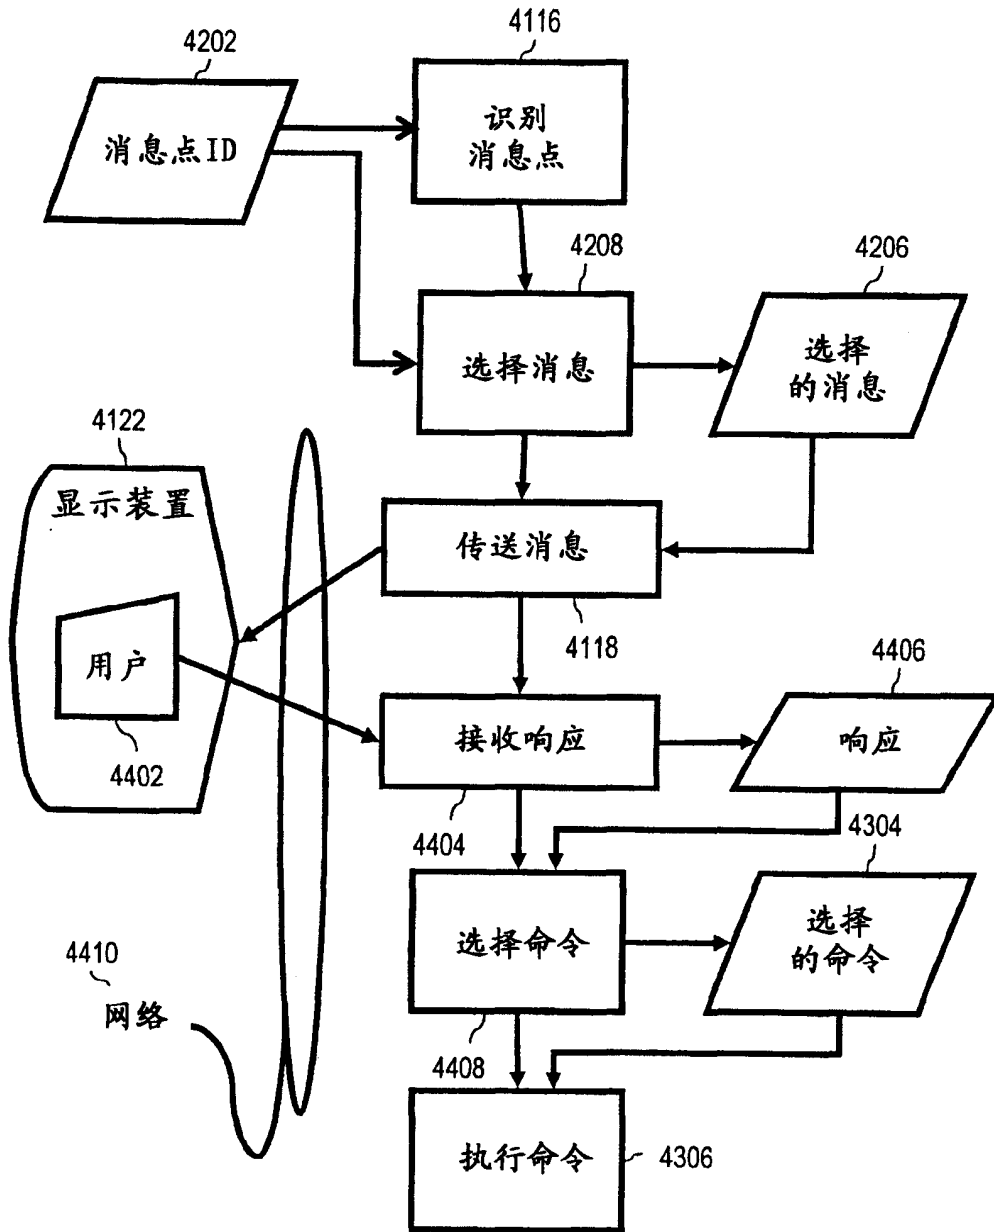 4202
4116
消息点ID
识别
消息点
4208
4206
选择消息
选择
的消息
4122
显示装置
传送消息
4118
用户
4402
4406
接收响应
响应
4404
4304
选择命令
选择
的命令
4410
网络
4408
执行命令
4306